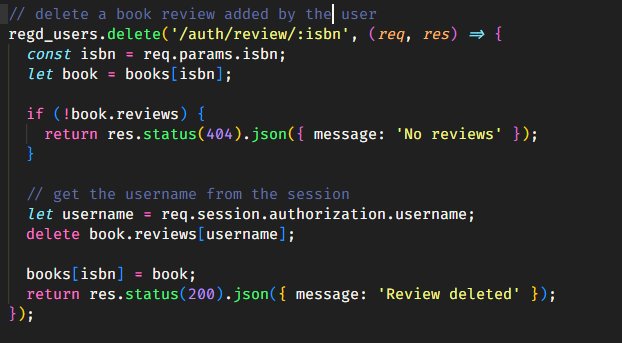 // delete a book review added by the user
regd_users.delete('/auth/review/:isbn', (req, res) => {
  const isbn = req.params.isbn;
  let book = books[isbn];

  if (!book.reviews) {
    return res.status(404).json({ message: 'No reviews' });
  }

  // get the username from the session
  let username = req.session.authorization.username;
  delete book.reviews[username];

  books[isbn] = book;
  return res.status(200).json({ message: 'Review deleted' });
});